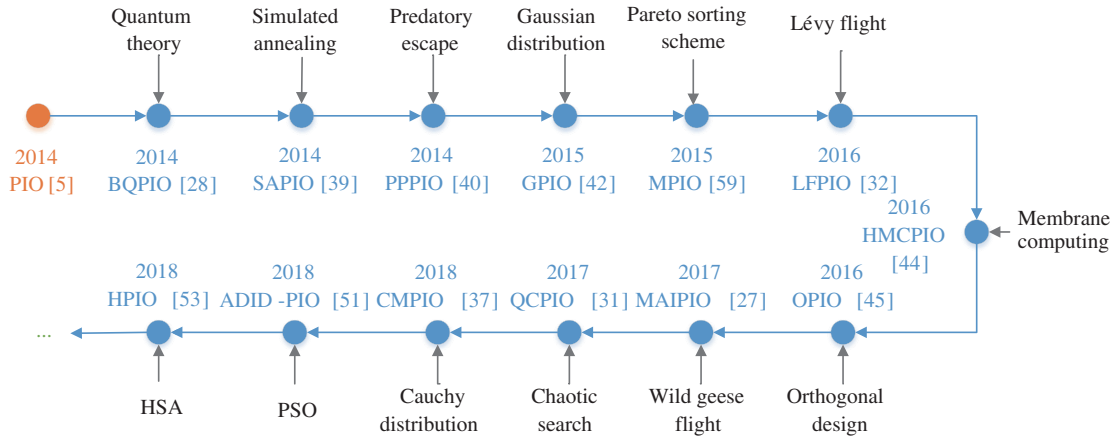 Quantum
theory
Simulated
annealing
Predatory
escape
Gaussian
distribution
Pareto sorting
scheme
Lévy flight
2014
PIO [5]
2014
BQPIO [28]
2014
SAPIO [39]
2014
PPPIO [40]
2015
GPIO [42]
2015
MPIO [59]
2016
LFPIO [32]
2016
HMCPIO
[44]
Membrane
computing
2018
HPIO [53]
2018
ADID -PIO [51]
2018
CMPIO [37]
2017
QCPIO [31]
2017
MAIPIO [27]
2016
OPIO [45]
...
HSA
PSO
Cauchy
distribution
Chaotic
search
Wild geese
flight
Orthogonal
design